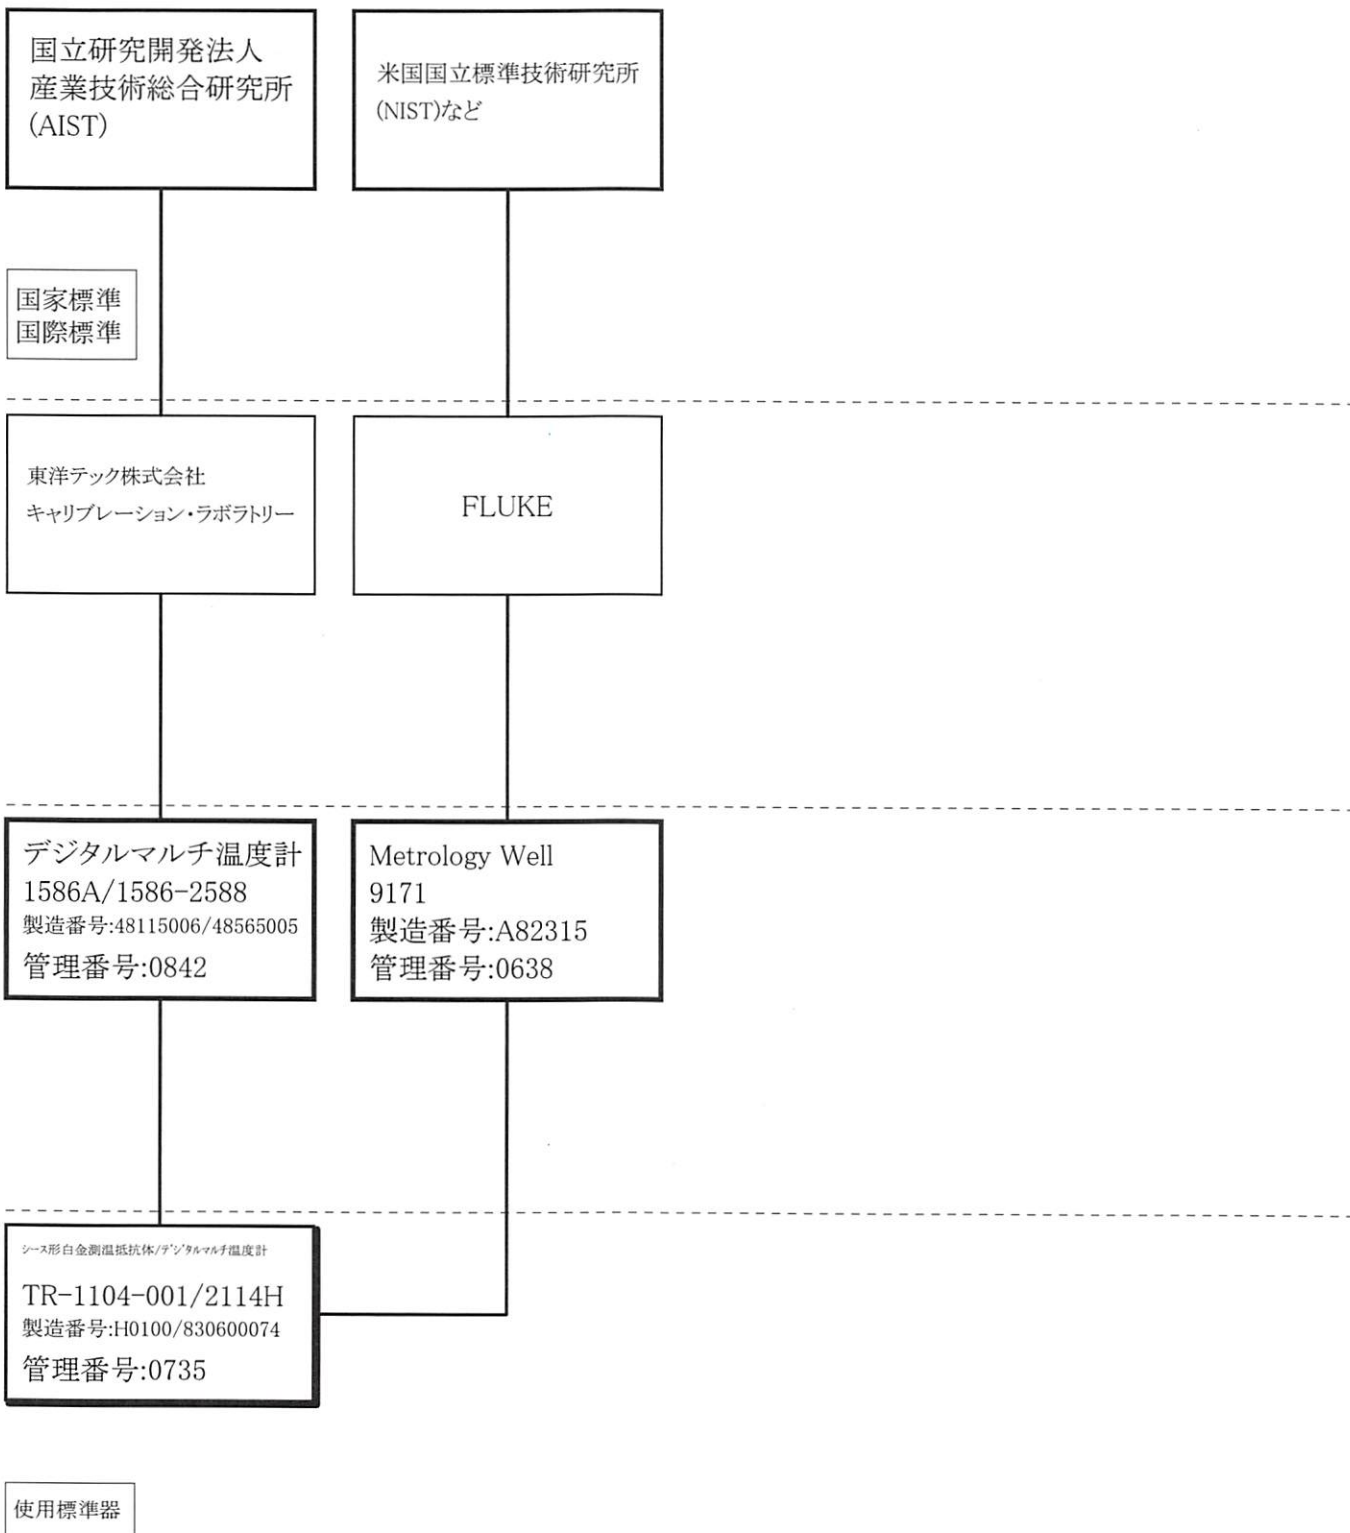 国立研究開発法人
産業技術総合研究所
(AIST)
米国国立標準技術研究所
(NIST)など
国家標準
国際標準
東洋テック株式会社
キャリブレーション・ラボラトリー
FLUKE
デジタルマルチ温度計
1586A/1586-2588
製造番号:48115006/48565005
管理番号:0842
Metrology Well
9171
製造番号:A82315
管理番号:0638
シース形白金測温抵抗体/デジタルマルチ温度計
TR-1104-001/2114H
製造番号:H0100/830600074
管理番号:0735
使用標準器